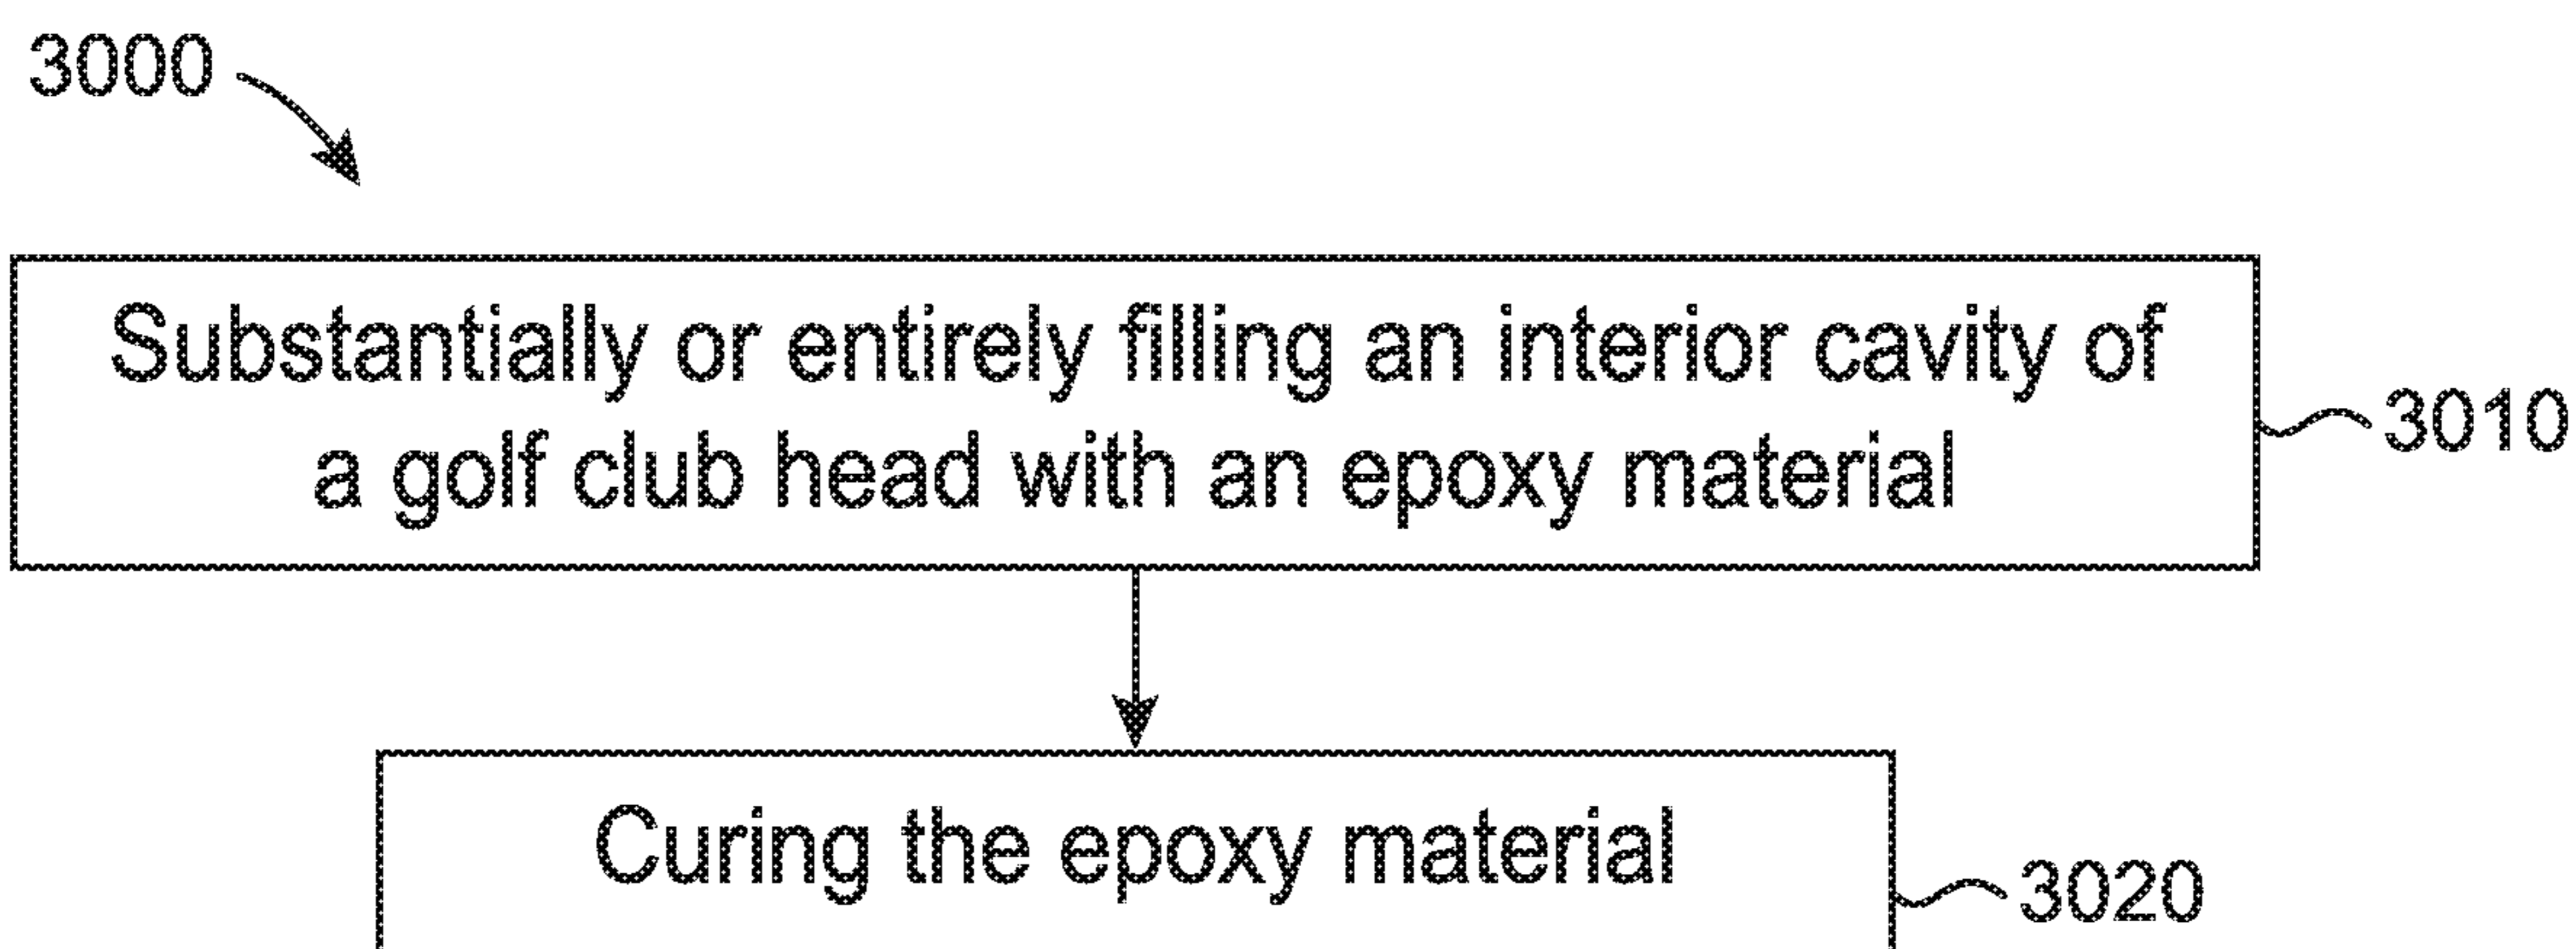 3000
Substantially or entirely filling an interior cavity of
a golf club head with an epoxy material
3010
Curing the epoxy material
3020